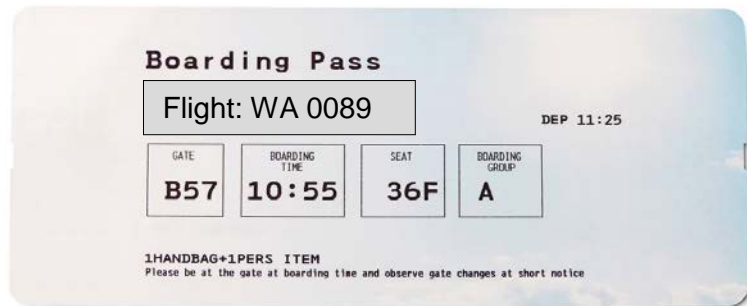 Boarding Pass
Flight: WA 0089
DEP 11:25
GATE BOARDING TIME SEAT BOARDING GROUP
B57 10:55 36F A
1HANDBAG+1PERS ITEM
Please be at the gate at boarding time and observe gate changes at short notice